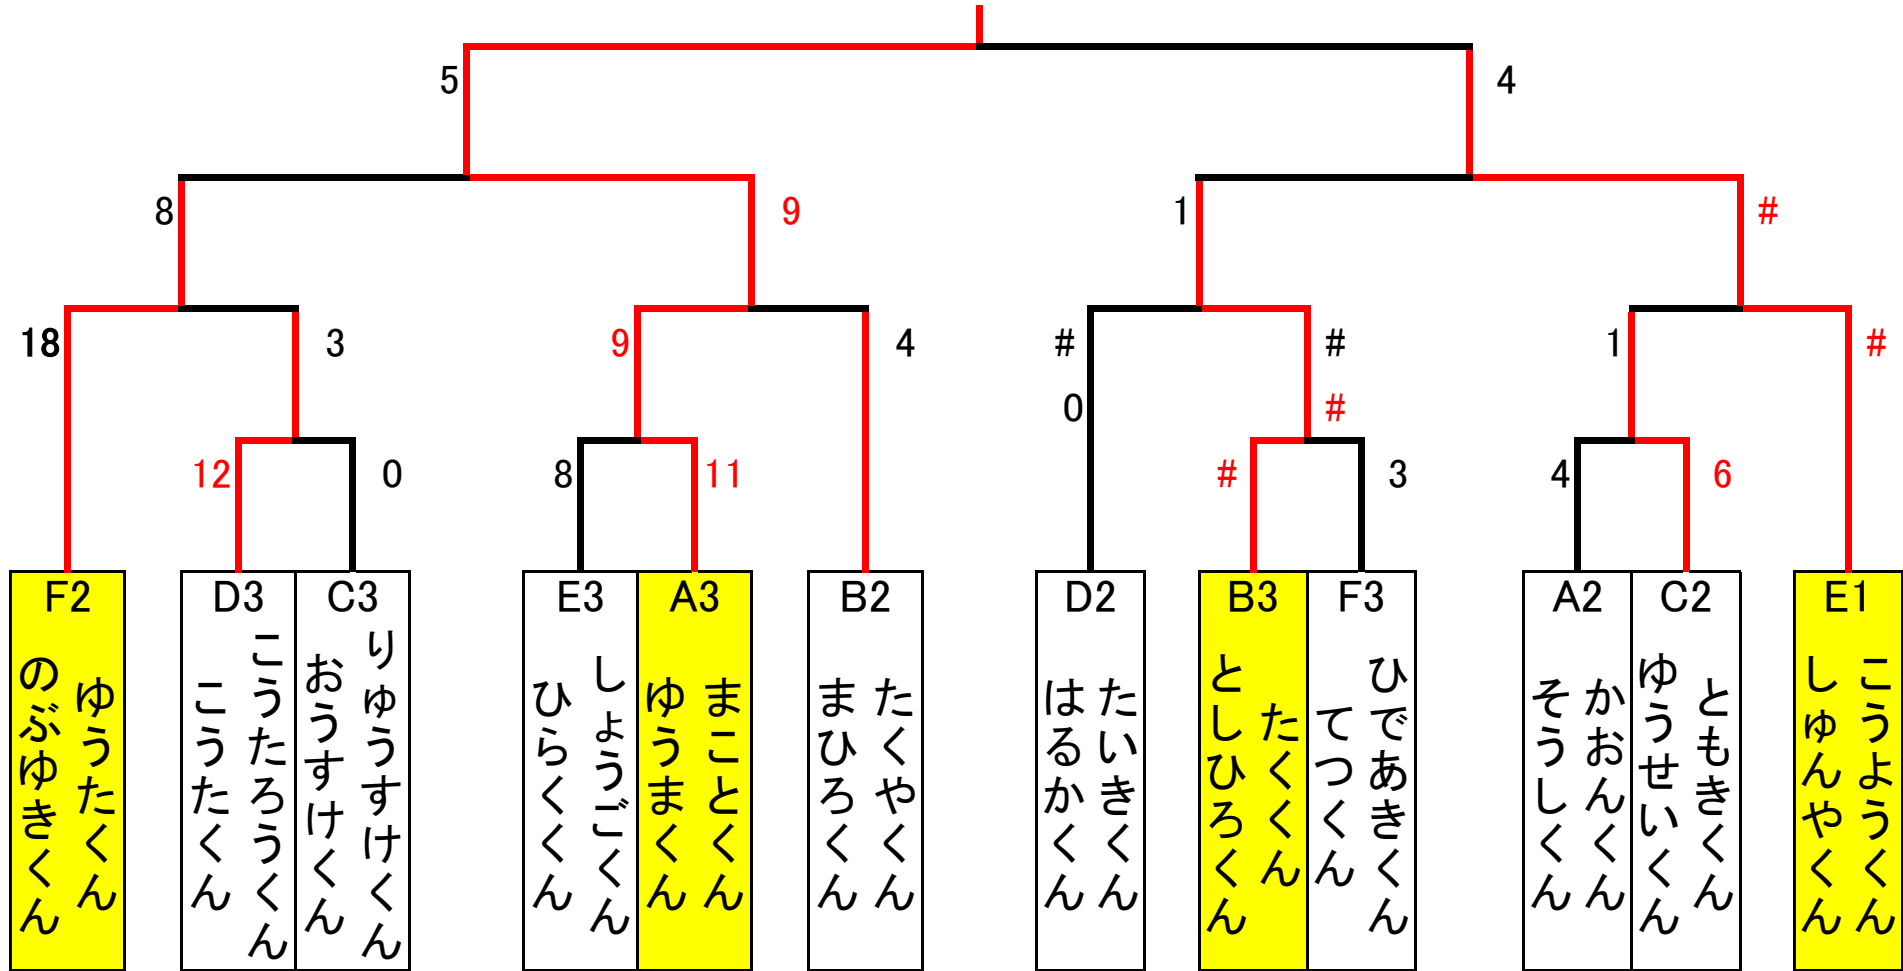 5
4
8
9
1
#
18
3
9
4
#
0
#
#
1
#
12
0
8
11
#
3
4
6
F2
ゆうたくん
のぶゆきくん
D3
こうたろうくん
こうたくん
C3
りゅうすけくん
おうすけくん
E3
しょうごくん
ひらくくん
A3
まことくん
ゆうまくん
B2
たくやくん
まひろくん
D2
たいきくん
はるかくん
B3
たくくん
としひろくん
F3
ひであきくん
てつくん
A2
かおんくん
そうしくん
C2
ともきくん
ゆうせいくん
E1
こうようくん
しゅんやくん